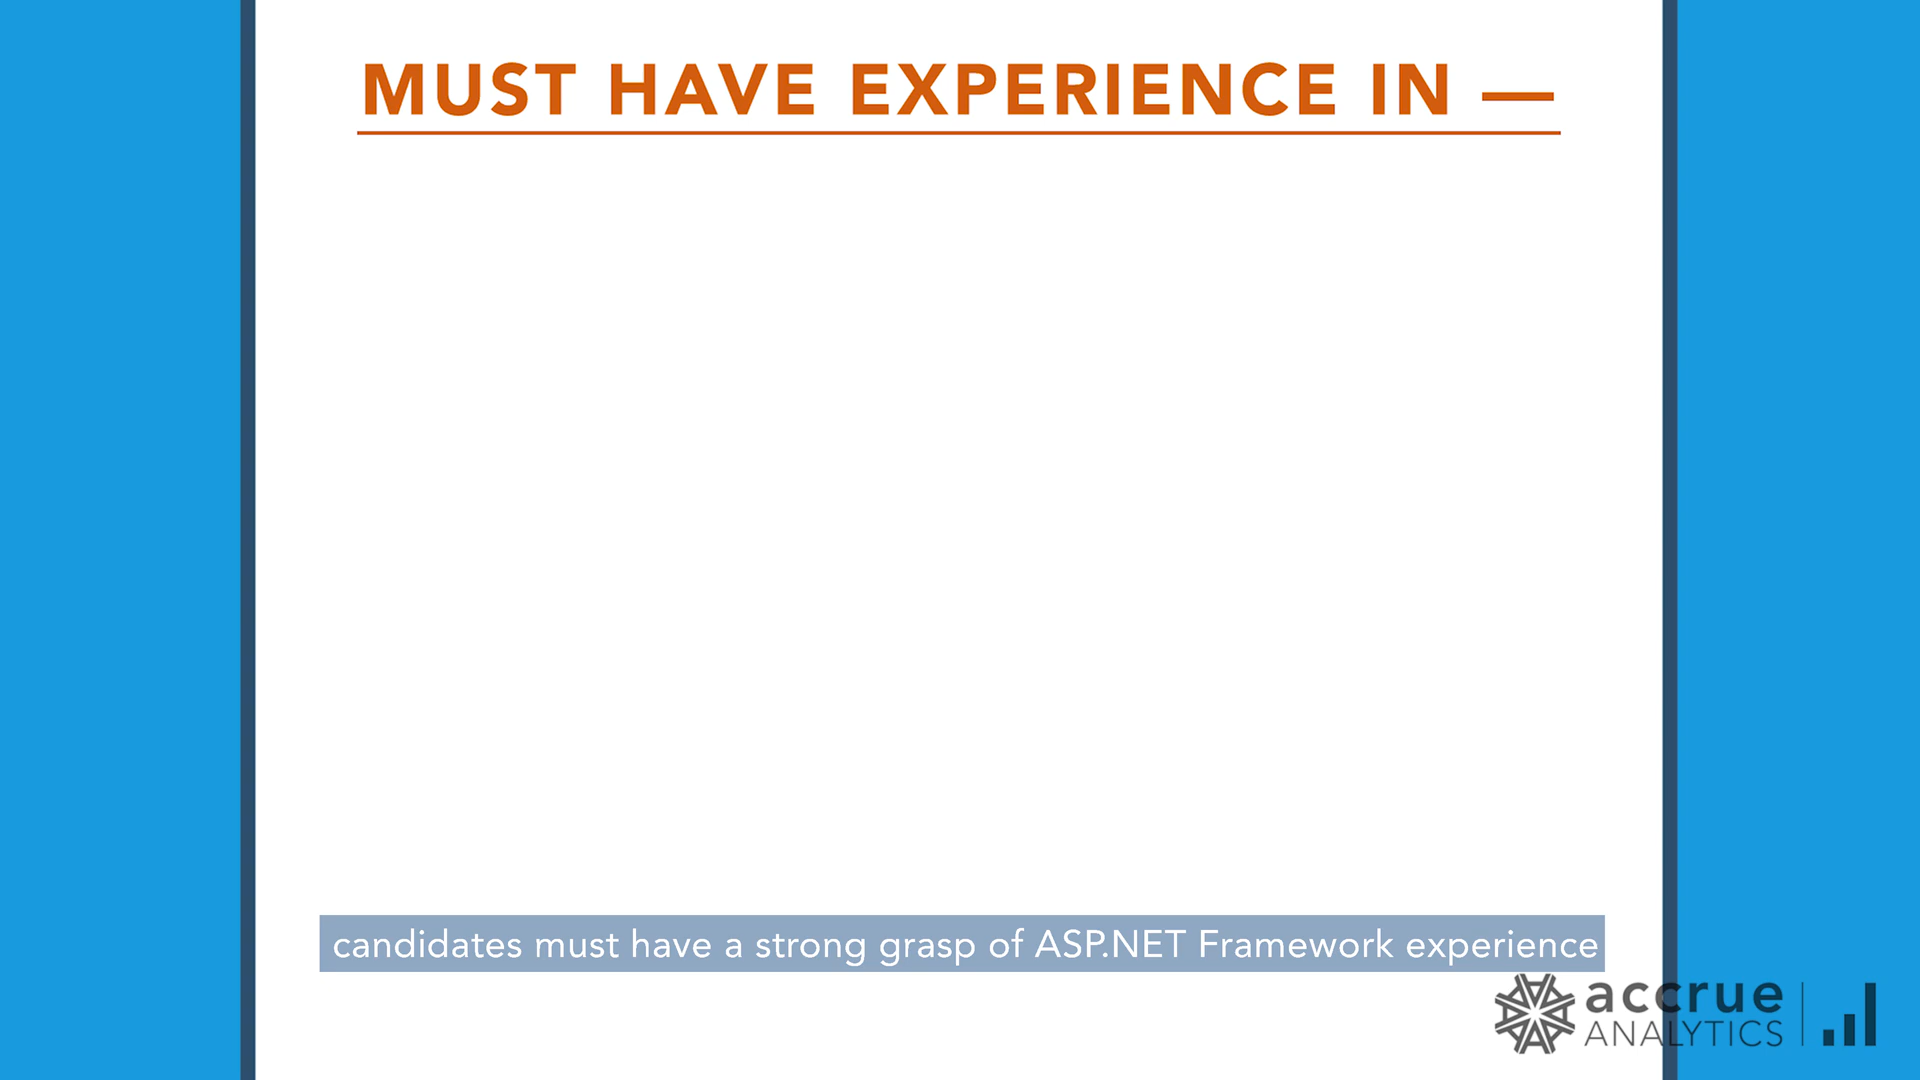 MUST HAVE EXPERIENCE IN —
candidates must have a strong grasp of ASP.NET Framework experience
accrue
ANALYTICS